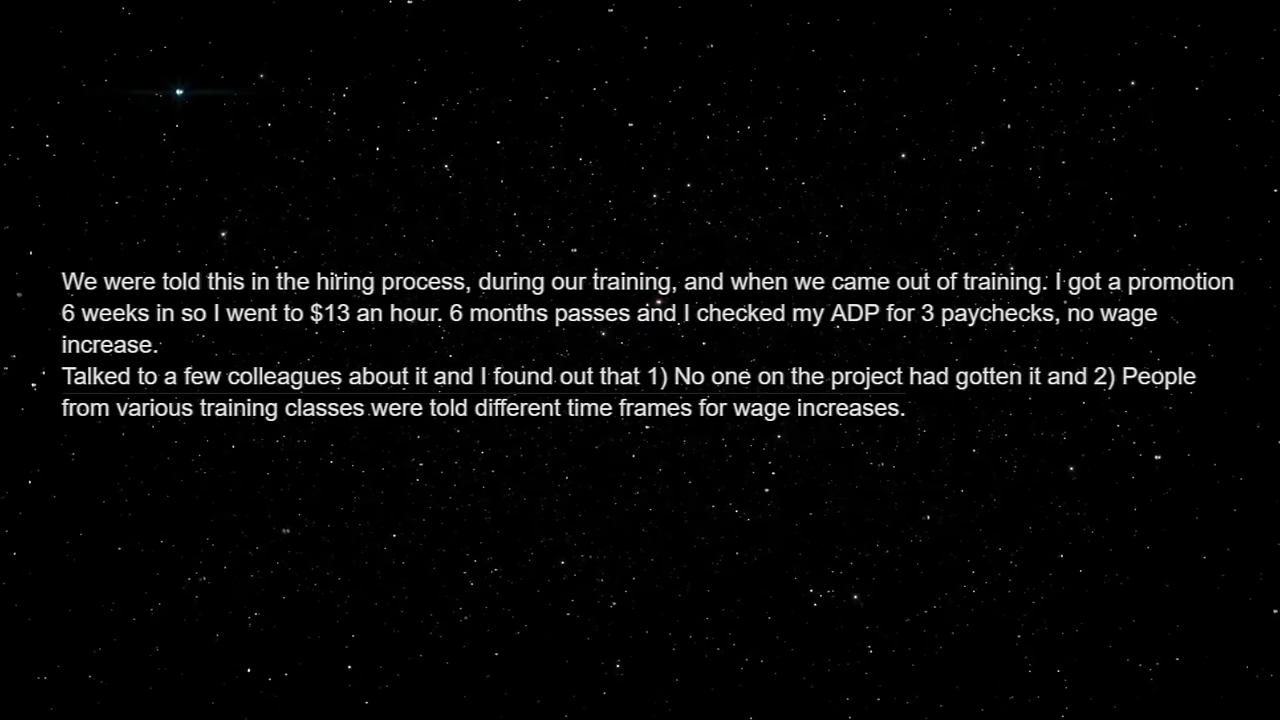 We were told this in the hiring process, during our training, and when we came out of training. I got a promotion
6 weeks in so I went to $13 an hour. 6 months passes and I checked my ADP for 3 paychecks, no wage
increase.
Talked to a few colleagues about it and I found out that 1) No one on the project had gotten it and 2) People
from various training classes were told different time frames for wage increases.